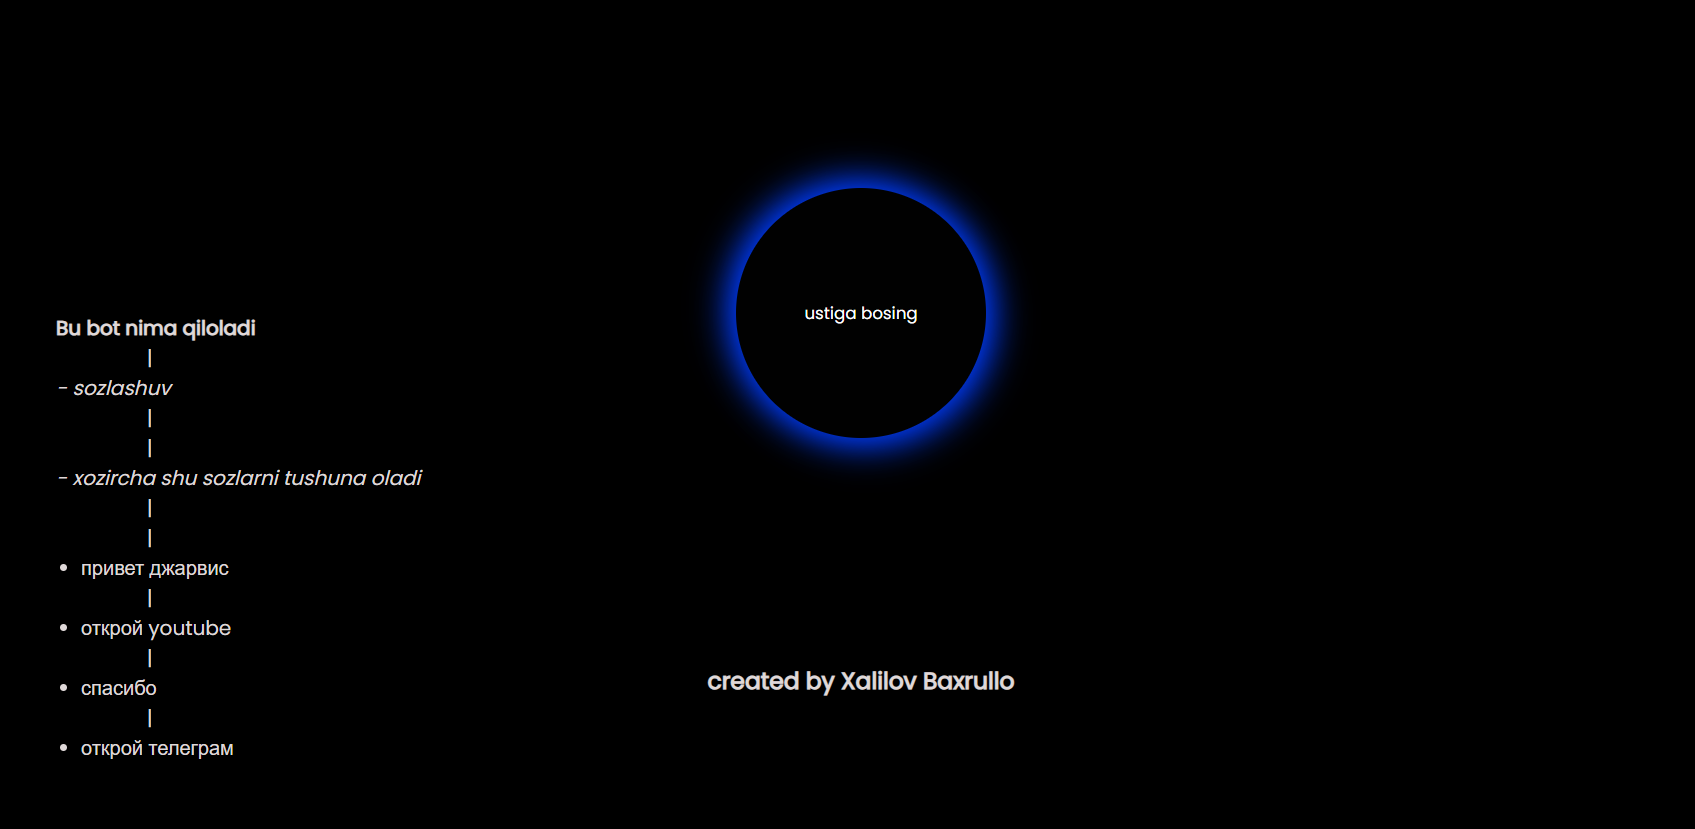 Bu bot nima qiloladi
|
- sozlashuv
|
|
- xozircha shu sozlarni tushuna oladi
|
|
• привет джарвис
|
• открой youtube
|
• спасибо
|
• открой телеграм
ustiga bosing
created by Xalilov Baxrullo